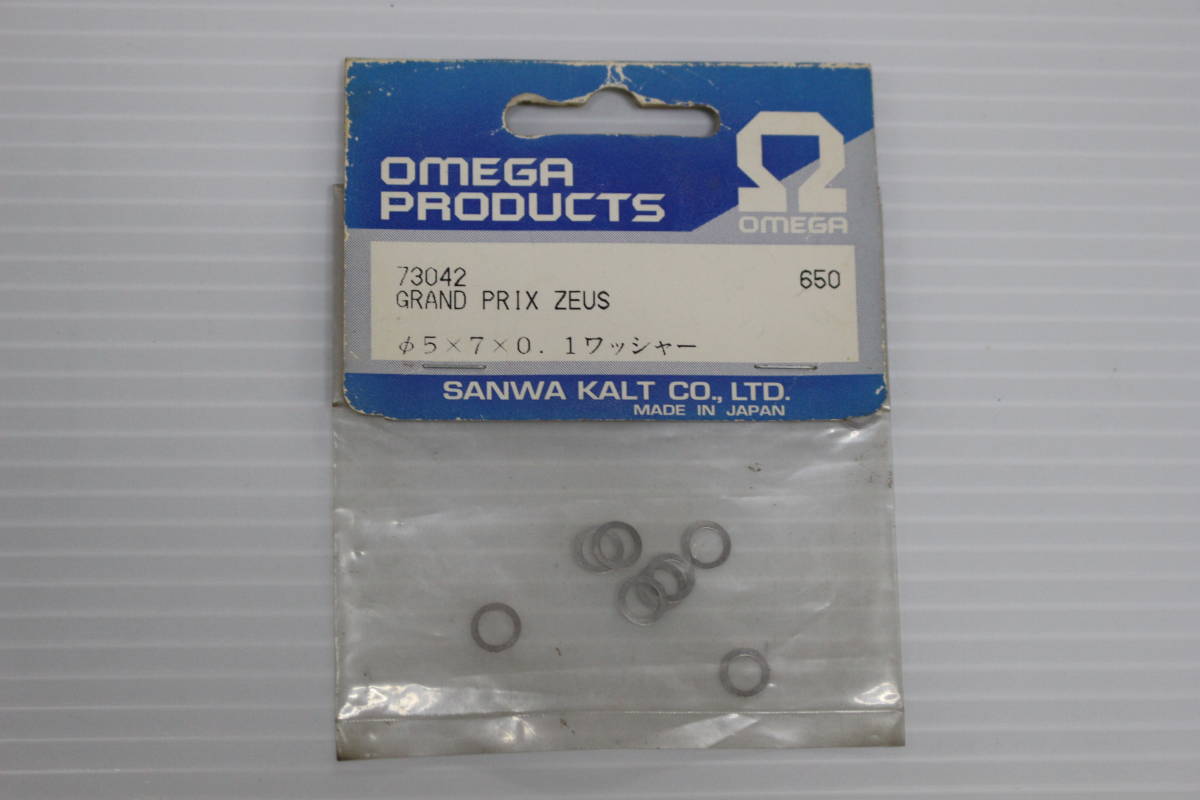 OMEGA
PRODUCTS
OMEGA
73042 650
GRAND PRIX ZEUS
φ5×7×0.1ワッシャー
SANWA KALT CO., LTD.
MADE IN JAPAN